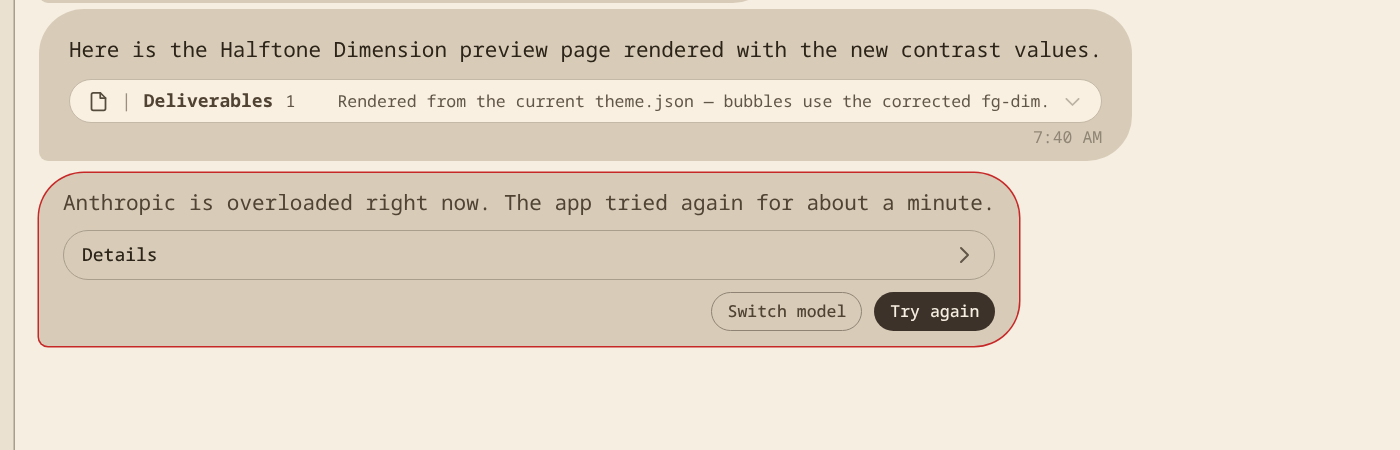 Here is the Halftone Dimension preview page rendered with the new contrast values.
Deliverables 1 Rendered from the current theme.json — bubbles use the corrected fg-dim.
7:40 AM
Anthropic is overloaded right now. The app tried again for about a minute.
Details
Switch model Try again